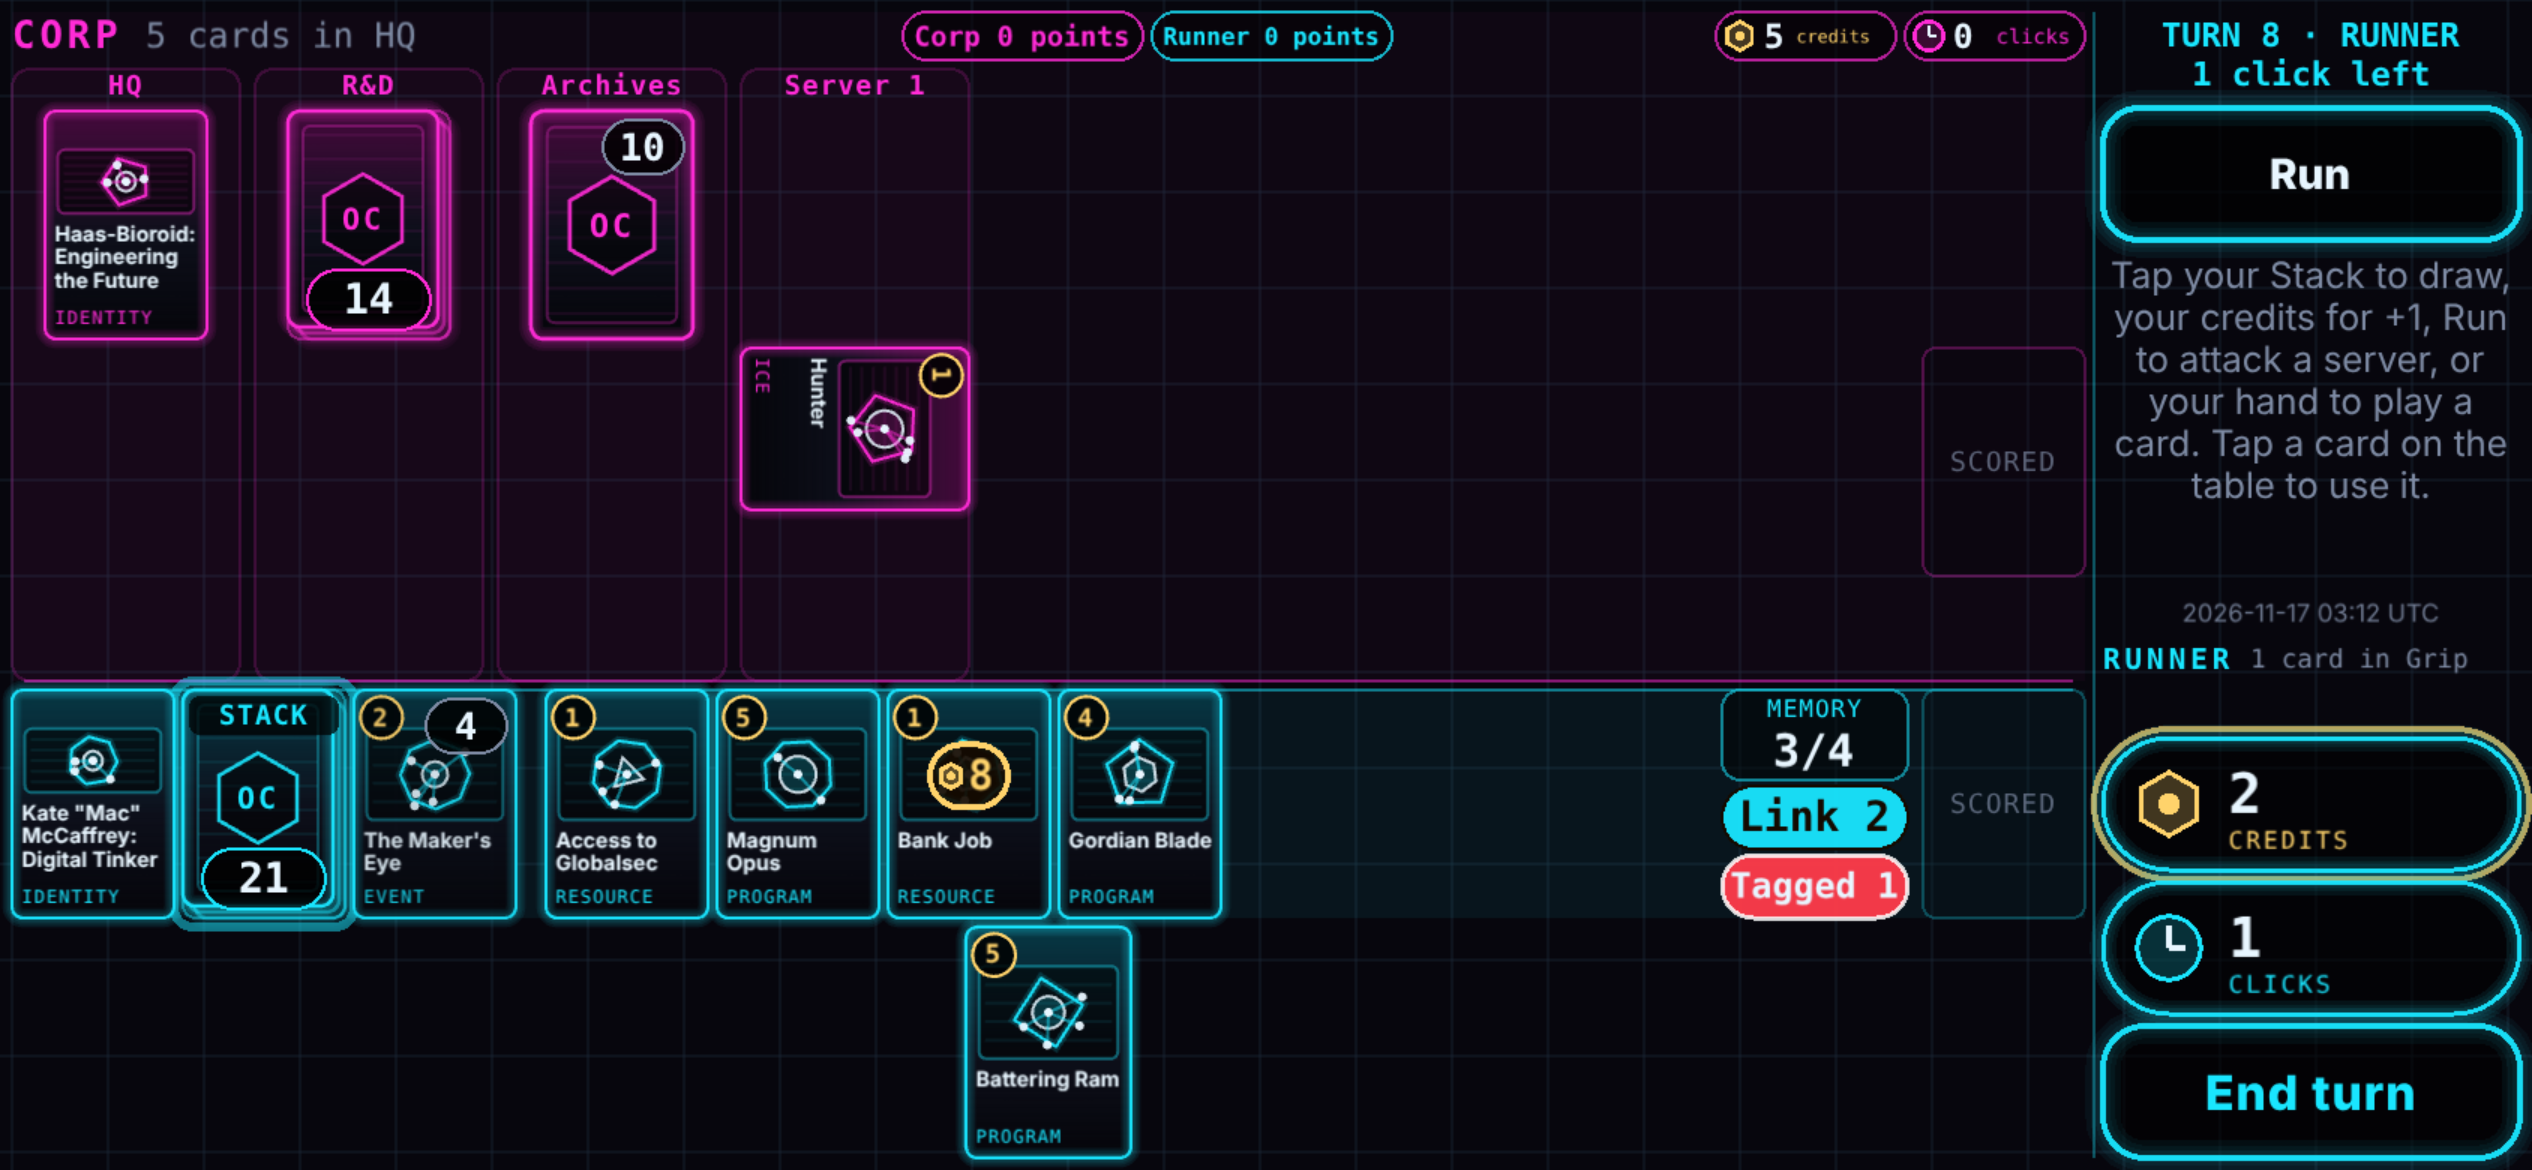 CORP 5 cards in HQ
Corp 0 points
Runner 0 points
5 credits
0 clicks
TURN 8 · RUNNER
1 click left
HQ
R&D
Archives
Server 1
Run
Haas-Bioroid:
Engineering
the Future
IDENTITY
OC
14
10
OC
Tap your Stack to draw,
your credits for +1, Run
to attack a server, or
your hand to play a
card. Tap a card on the
table to use it.
1
Hunter
ICE
SCORED
2026-11-17 03:12 UTC
RUNNER 1 card in Grip
Kate "Mac"
McCaffrey:
Digital Tinker
IDENTITY
STACK
OC
21
2
4
The Maker's
Eye
EVENT
1
Access to
Globalsec
RESOURCE
5
Magnum
Opus
PROGRAM
1
8
Bank Job
RESOURCE
4
Gordian Blade
PROGRAM
MEMORY
3/4
Link 2
Tagged 1
SCORED
2
CREDITS
1
CLICKS
5
Battering Ram
PROGRAM
End turn